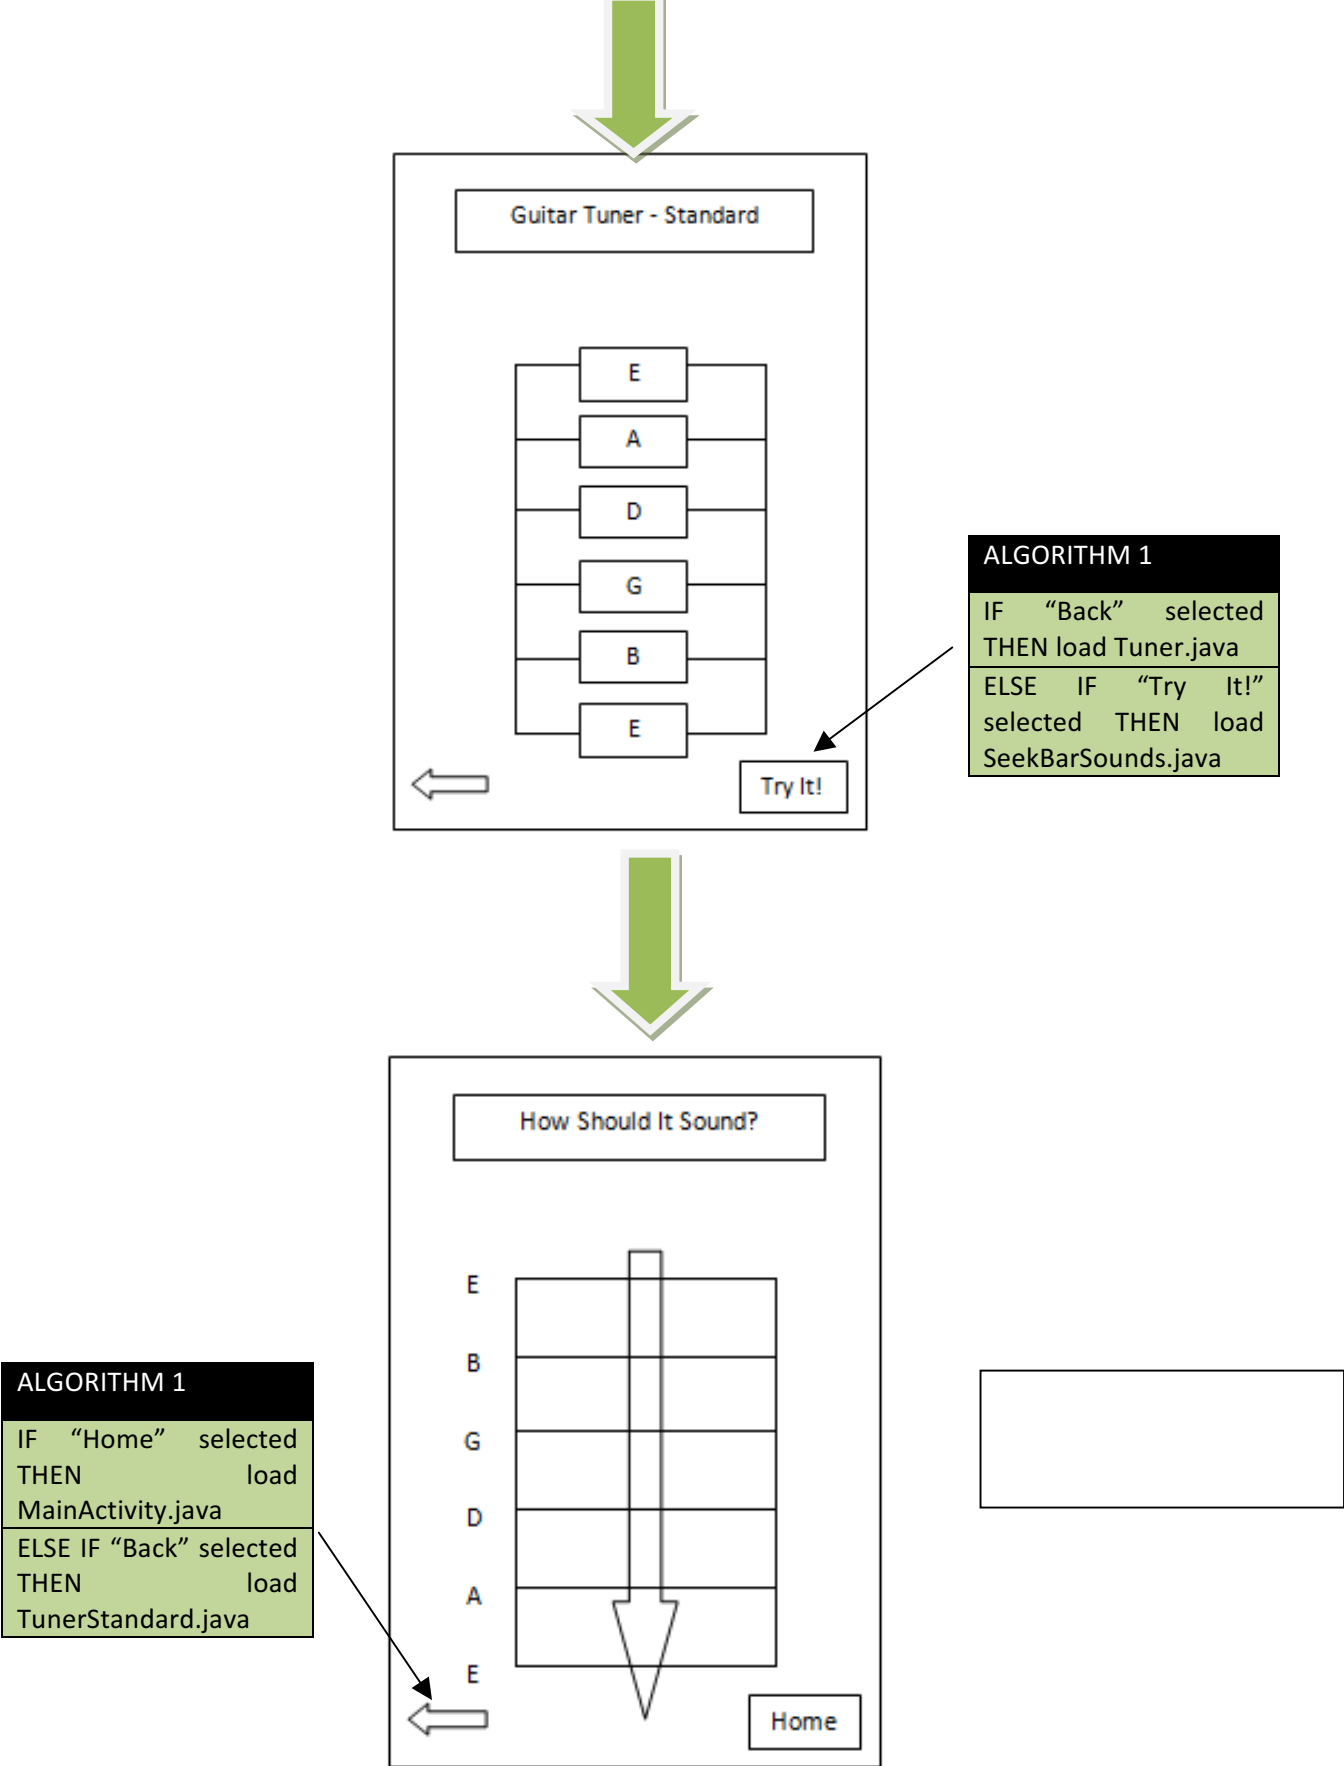 Guitar Tuner - Standard
E
A
D
G
B
E
Try It!
ALGORITHM 1
IF “Back” selected
THEN load Tuner.java
ELSE IF “Try It!”
selected THEN load
SeekBarSounds.java
How Should It Sound?
E
B
G
D
A
E
Home
ALGORITHM 1
IF “Home” selected
THEN load
MainActivity.java
ELSE IF “Back” selected
THEN load
TunerStandard.java